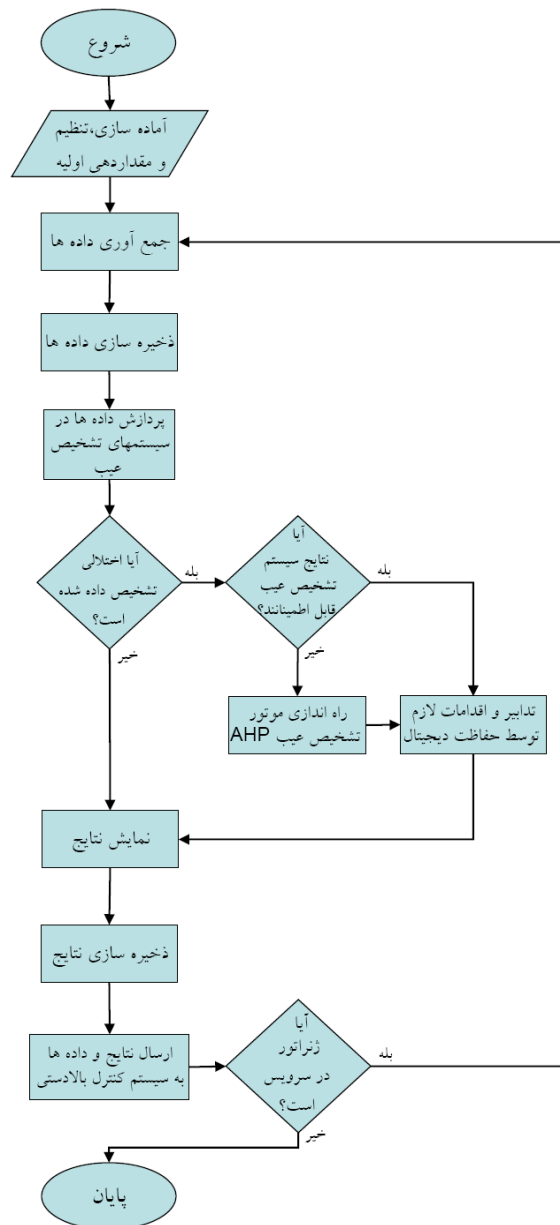 شروع
آماده سازی،تنظیم
و مقداردهی اولیه
جمع آوری داده ها
ذخیره سازی داده ها
پردازش داده ها در
سیستمهای تشخیص
عیب
آیا اختلالی
تشخیص داده شده
است؟
بله
خیر
آیا
نتایج سیستم
تشخیص عیب
قابل اطمینانند؟
بله
خیر
راه اندازی موتور
تشخیص عیب AHP
تدابیر و اقدامات لازم
توسط حفاظت دیجیتال
نمایش نتایج
ذخیره سازی نتایج
ارسال نتایج و داده ها
به سیستم کنترل بالادستی
آیا
ژنراتور
در سرویس
است؟
بله
خیر
پایان